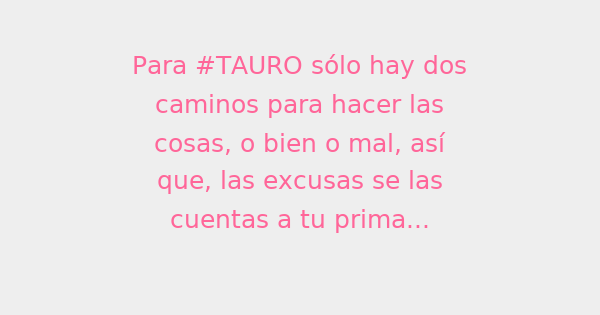 Para #TAURO sólo hay dos
caminos para hacer las
cosas, o bien o mal, así
que, las excusas se las
cuentas a tu prima...